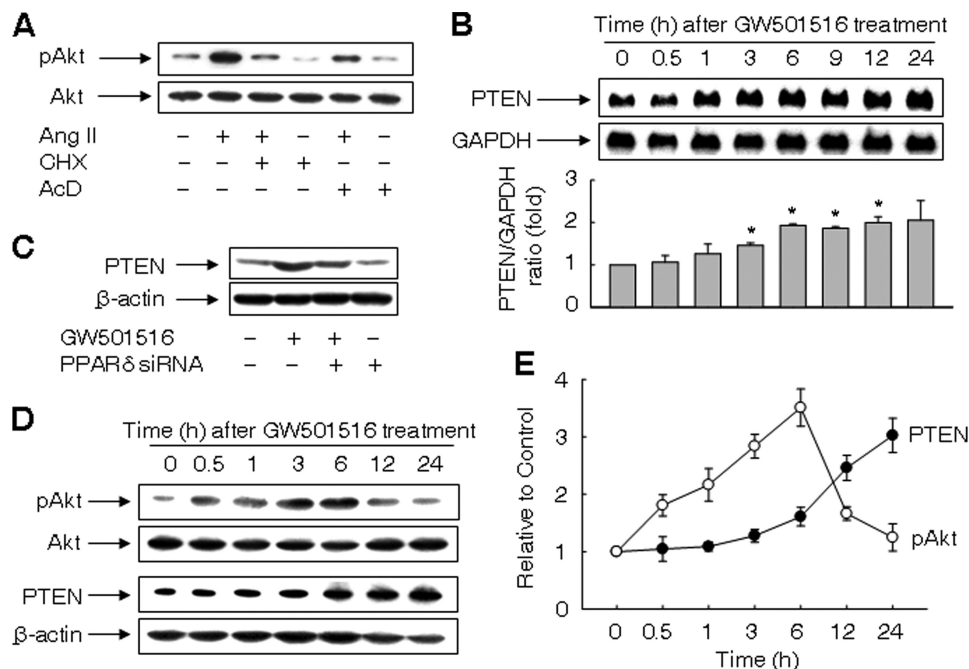 A
pAkt
Akt
Ang II − + + − + −
CHX − − + + − −
AcD − − − − + +
B
Time (h) after GW501516 treatment
0 0.5 1 3 6 9 12 24
PTEN
GAPDH
PTEN/GAPDH
ratio (fold)
3
2
1
0
* * * *
C
PTEN
β-actin
GW501516 − + + −
PPARδ siRNA − − + +
D
Time (h) after GW501516 treatment
0 0.5 1 3 6 12 24
pAkt
Akt
PTEN
β-actin
E
Relative to Control
4
3
2
1
0
PTEN
pAkt
0 0.5 1 3 6 12 24
Time (h)